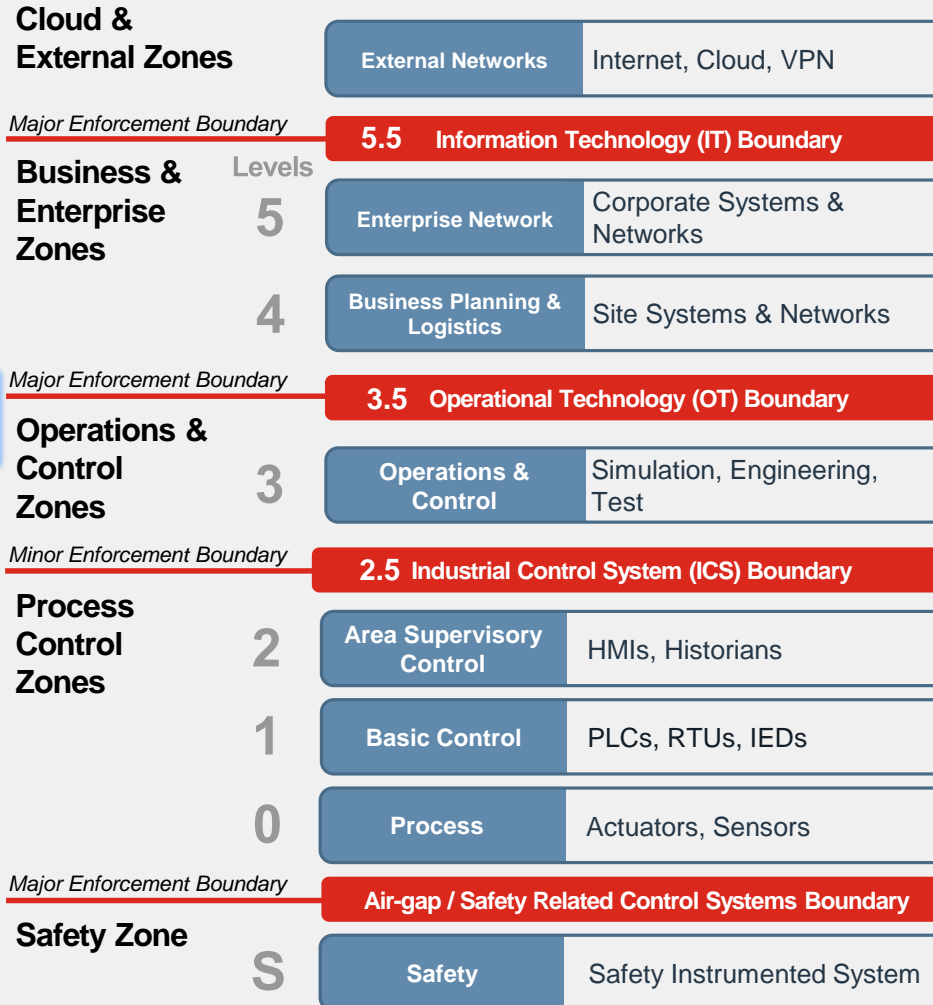 Cloud &
External Zones
External Networks
Internet, Cloud, VPN
Major Enforcement Boundary
5.5 Information Technology (IT) Boundary
Business &
Enterprise
Zones
Levels
5
Enterprise Network
Corporate Systems &
Networks
4
Business Planning &
Logistics
Site Systems & Networks
Major Enforcement Boundary
3.5 Operational Technology (OT) Boundary
Operations &
Control
Zones
3
Operations &
Control
Simulation, Engineering,
Test
Minor Enforcement Boundary
2.5 Industrial Control System (ICS) Boundary
Process
Control
Zones
2
Area Supervisory
Control
HMIs, Historians
1
Basic Control
PLCs, RTUs, IEDs
0
Process
Actuators, Sensors
Major Enforcement Boundary
Air-gap / Safety Related Control Systems Boundary
Safety Zone
S
Safety
Safety Instrumented System